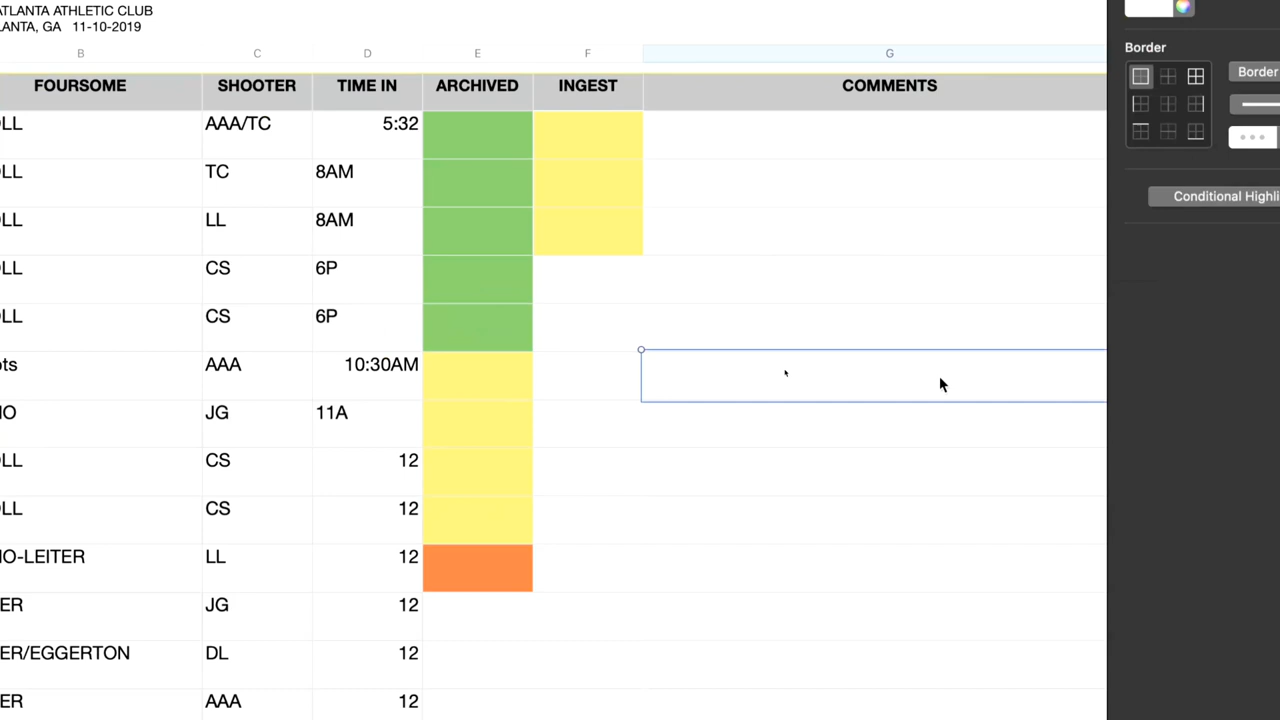 ATLANTA ATHLETIC CLUB
LANTA, GA 11-10-2019
B C D E F G
FOURSOME SHOOTER TIME IN ARCHIVED INGEST COMMENTS
OLL AAA/TC 5:32
OLL TC 8AM
OLL LL 8AM
OLL CS 6P
OLL CS 6P
ots AAA 10:30AM
MO JG 11A
OLL CS 12
OLL CS 12
MO-LEITER LL 12
ER JG 12
ER/EGGERTON DL 12
ER AAA 12
Border
Border
Conditional Highli